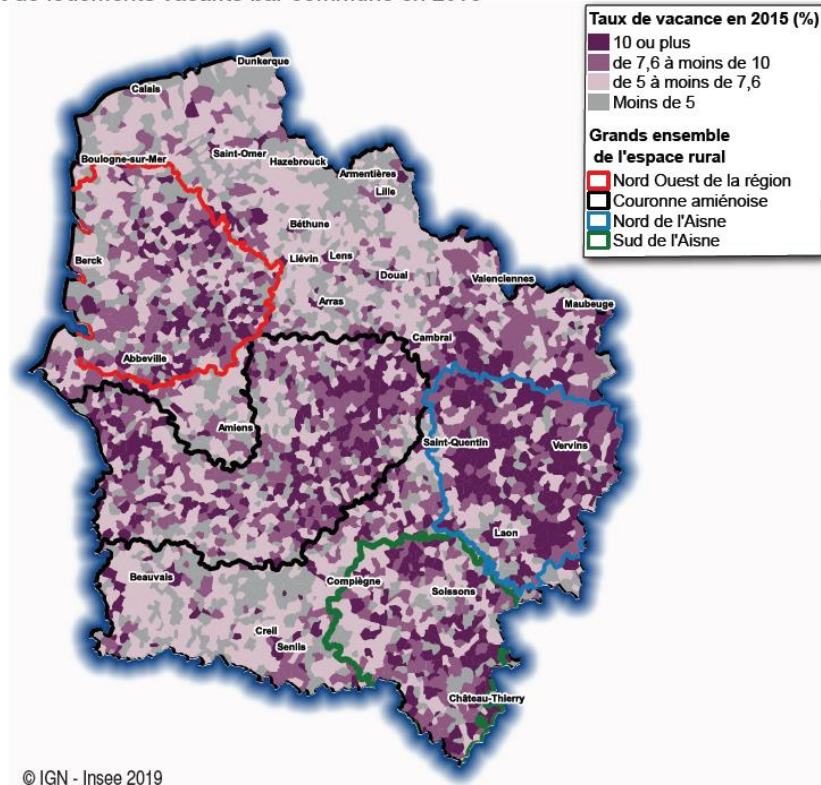 Taux de vacance en 2015 (%)
10 ou plus
de 7,6 à moins de 10
de 5 à moins de 7,6
Moins de 5
Grands ensemble
de l'espace rural
Nord Ouest de la région
Couronne amiénoise
Nord de l'Aisne
Sud de l'Aisne
Dunkerque
Calais
Boulogne-sur-Mer
Saint-Omer
Hazebrouck
Armentières
Lille
Béthune
Berck
Liévin
Lens
Douai
Valenciennes
Maubeuge
Arras
Cambrai
Abbeville
Amiens
Saint-Quentin
Vervins
Laon
Beauvais
Compiègne
Soissons
Creil
Senlis
Château-Thierry
© IGN - Insee 2019